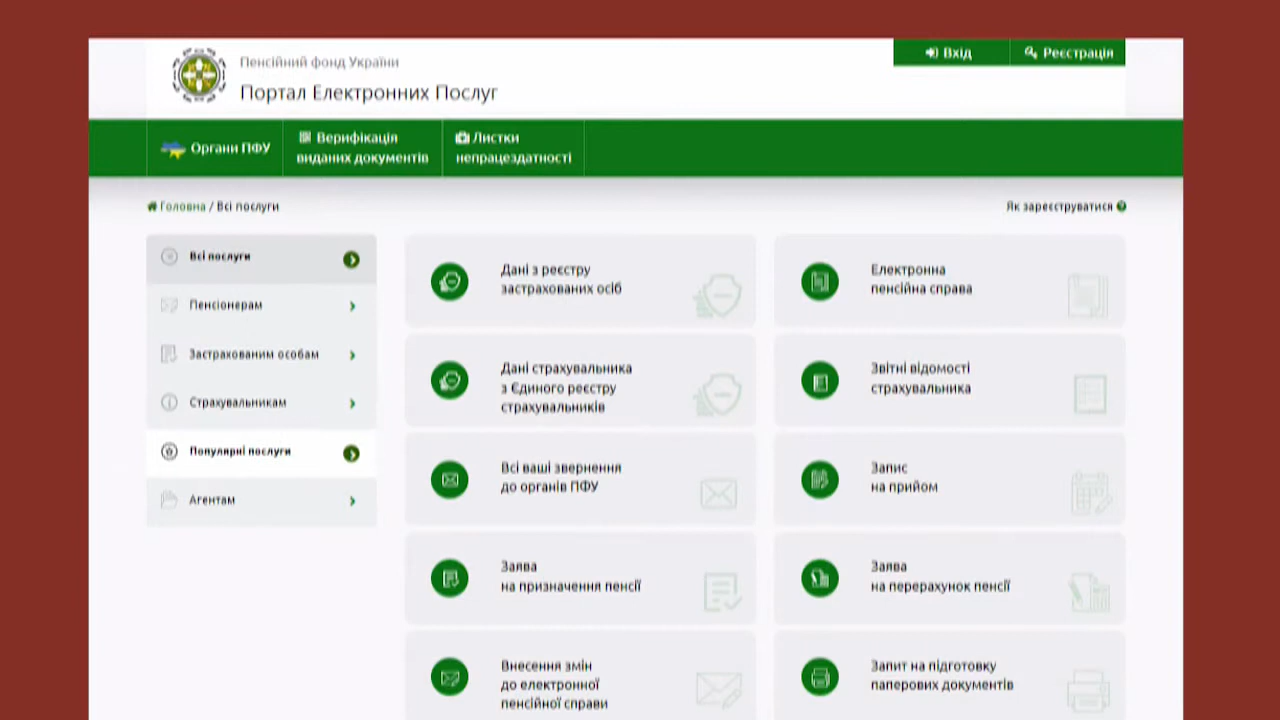 Пенсійний фонд України
Портал Електронних Послуг
Вхід
Реєстрація
Органи ПФУ
Верифікація
виданих документів
Листки
непрацездатності
Головна / Всі послуги
Як зареєструватися
Всі послуги
Пенсіонерам
Застрахованим особам
Страхувальникам
Популярні послуги
Агентам
Дані з реєстру
застрахованих осіб
Електронна
пенсійна справа
Дані страхувальника
з Єдиного реєстру
страхувальників
Звітні відомості
страхувальника
Всі ваші звернення
до органів ПФУ
Запис
на прийом
Заява
на призначення пенсії
Заява
на перерахунок пенсії
Внесення змін
до електронної
пенсійної справи
Запит на підготовку
паперових документів